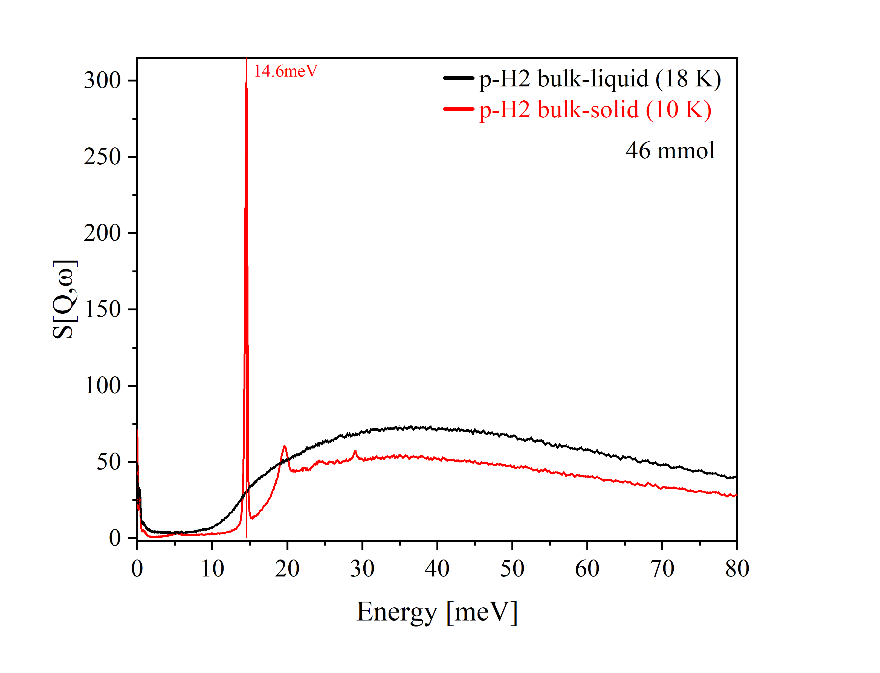 14.6meV
p-H2 bulk-liquid (18 K)
p-H2 bulk-solid (10 K)
46 mmol
300
250
200
150
100
50
0
S[Q,ω]
0 10 20 30 40 50 60 70 80
Energy [meV]